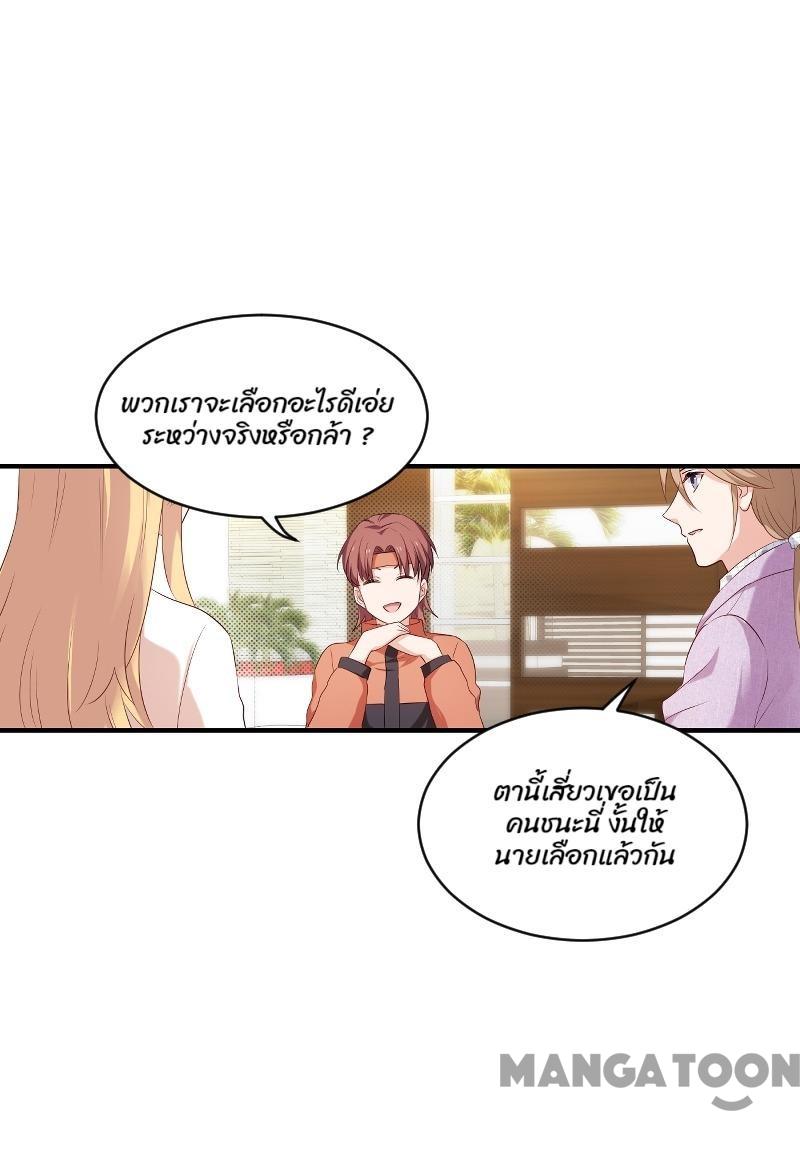 พวกเราจะเลือกอะไรดีเอ่ย
ระหว่างจริงหรือกล้า ?
ตานี้เสี่ยวเขอเป็น
คนชนะนี่ งั้นให้
นายเลือกแล้วกัน
MANGATOON